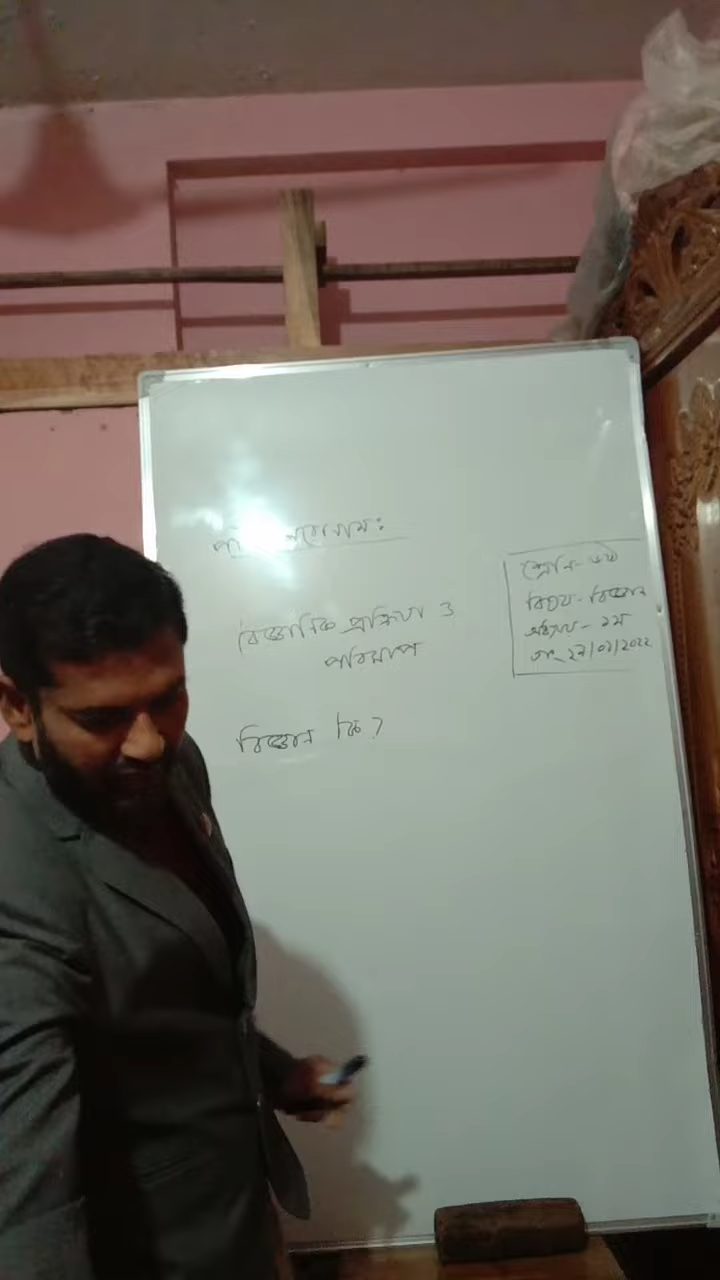 বৈজ্ঞানিক প্রক্রিয়া ও
পরিমাপ
বিজ্ঞান কি?
শ্রেণি- ৬ষ্ঠ
বিষয়- বিজ্ঞান
অধ্যায়- ১ম